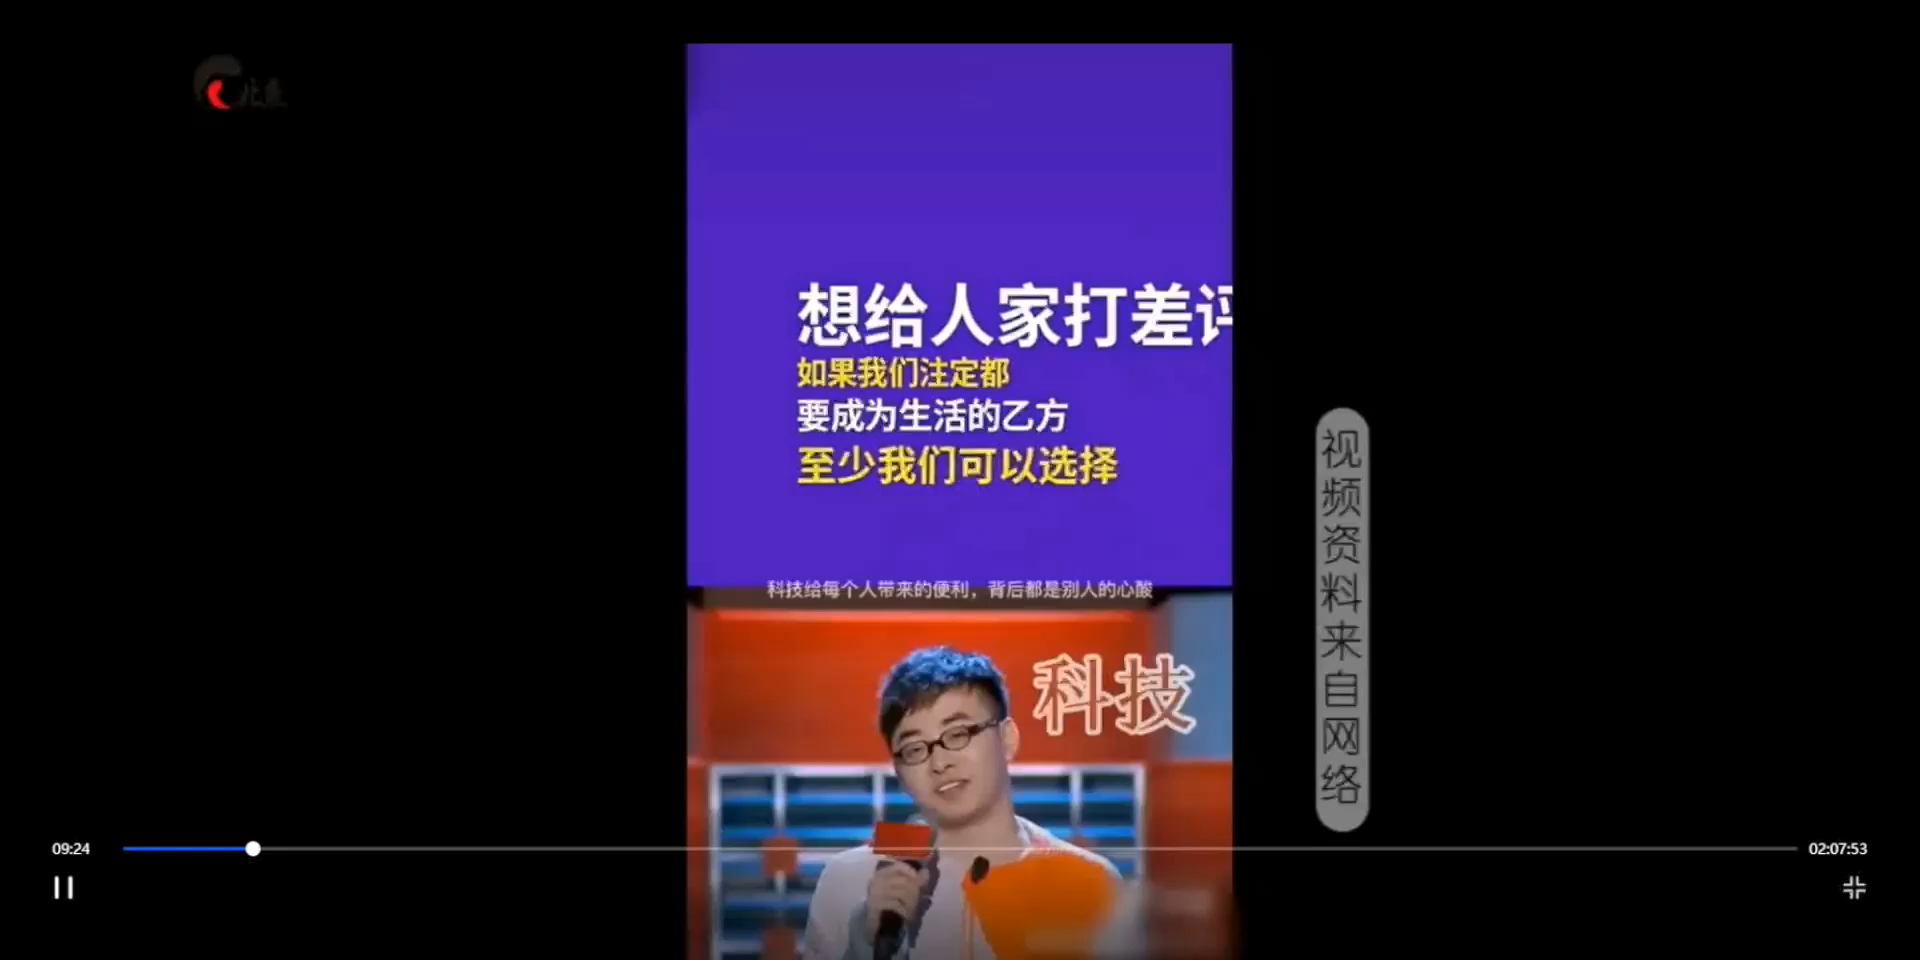 想给人家打差评
如果我们注定都
要成为生活的乙方
至少我们可以选择
科技给每个人带来的便利，背后都是别人的心酸
科技
视频资料来自网络
09:24
02:07:53